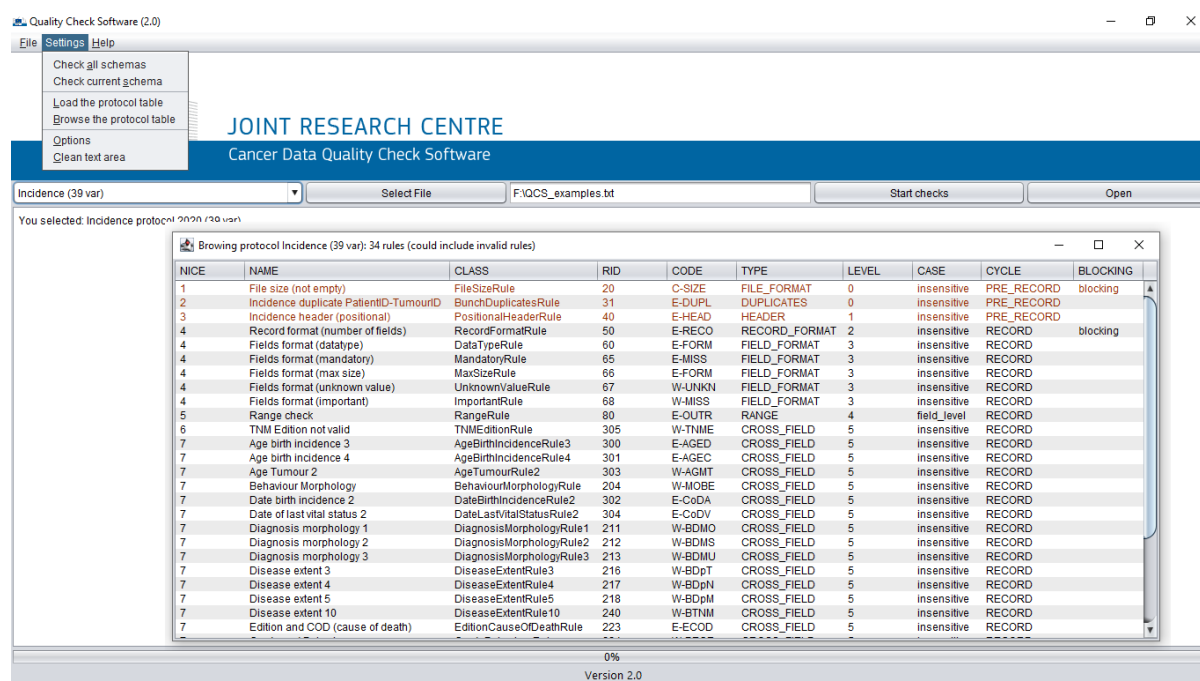 Quality Check Software (2.0)
File Settings Help
Check all schemas
Check current schema
Load the protocol table
Browse the protocol table
Options
Clean text area
JOINT RESEARCH CENTRE
Cancer Data Quality Check Software
Incidence (39 var) Select File F:\QCS_examples.txt Start checks Open
You selected: Incidence protocol 2020 (39 var)
Browing protocol Incidence (39 var): 34 rules (could include invalid rules)
NICE NAME CLASS RID CODE TYPE LEVEL CASE CYCLE BLOCKING
1 File size (not empty) FileSizeRule 20 C-SIZE FILE_FORMAT 0 insensitive PRE_RECORD blocking
2 Incidence duplicate PatientID-TumourID BunchDuplicatesRule 31 E-DUPL DUPLICATES 0 insensitive PRE_RECORD
3 Incidence header (positional) PositionalHeaderRule 40 E-HEAD HEADER 1 insensitive PRE_RECORD
4 Record format (number of fields) RecordFormatRule 50 E-RECO RECORD_FORMAT 2 insensitive RECORD blocking
4 Fields format (datatype) DataTypeRule 60 E-FORM FIELD_FORMAT 3 insensitive RECORD
4 Fields format (mandatory) MandatoryRule 65 E-MISS FIELD_FORMAT 3 insensitive RECORD
4 Fields format (max size) MaxSizeRule 66 E-FORM FIELD_FORMAT 3 insensitive RECORD
4 Fields format (unknown value) UnknownValueRule 67 W-UNKN FIELD_FORMAT 3 insensitive RECORD
4 Fields format (important) ImportantRule 68 W-MISS FIELD_FORMAT 3 insensitive RECORD
5 Range check RangeRule 80 E-OUTR RANGE 4 field_level RECORD
6 TNM Edition not valid TNMEditionRule 305 W-TNME CROSS_FIELD 5 insensitive RECORD
7 Age birth incidence 3 AgeBirthIncidenceRule3 300 E-AGED CROSS_FIELD 5 insensitive RECORD
7 Age birth incidence 4 AgeBirthIncidenceRule4 301 E-AGEC CROSS_FIELD 5 insensitive RECORD
7 Age Tumour 2 AgeTumourRule2 303 W-AGMT CROSS_FIELD 5 insensitive RECORD
7 Behaviour Morphology BehaviourMorphologyRule 204 W-MOBE CROSS_FIELD 5 insensitive RECORD
7 Date birth incidence 2 DateBirthIncidenceRule2 302 E-CoDA CROSS_FIELD 5 insensitive RECORD
7 Date of last vital status 2 DateLastVitalStatusRule2 304 E-CoDV CROSS_FIELD 5 insensitive RECORD
7 Diagnosis morphology 1 DiagnosisMorphologyRule1 211 W-BDMO CROSS_FIELD 5 insensitive RECORD
7 Diagnosis morphology 2 DiagnosisMorphologyRule2 212 W-BDMS CROSS_FIELD 5 insensitive RECORD
7 Diagnosis morphology 3 DiagnosisMorphologyRule3 213 W-BDMU CROSS_FIELD 5 insensitive RECORD
7 Disease extent 3 DiseaseExtentRule3 216 W-BDpT CROSS_FIELD 5 insensitive RECORD
7 Disease extent 4 DiseaseExtentRule4 217 W-BDpN CROSS_FIELD 5 insensitive RECORD
7 Disease extent 5 DiseaseExtentRule5 218 W-BDpM CROSS_FIELD 5 insensitive RECORD
7 Disease extent 10 DiseaseExtentRule10 240 W-BTNM CROSS_FIELD 5 insensitive RECORD
7 Edition and COD (cause of death) EditionCauseOfDeathRule 223 E-ECOD CROSS_FIELD 5 insensitive RECORD
0%
Version 2.0